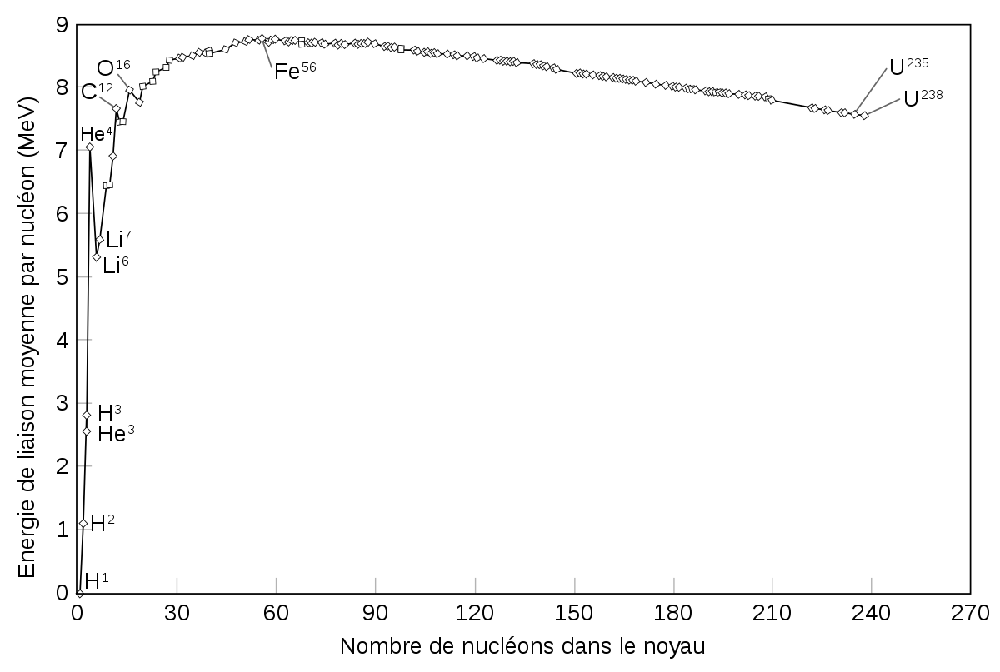 9
8
7
6
5
4
3
2
1
0
Energie de liaison moyenne par nucléon (MeV)
O¹⁶
C¹²
He⁴
Li⁷
Li⁶
H³
He³
H²
H¹
Fe⁵⁶
U²³⁵
U²³⁸
0 30 60 90 120 150 180 210 240 270
Nombre de nucléons dans le noyau